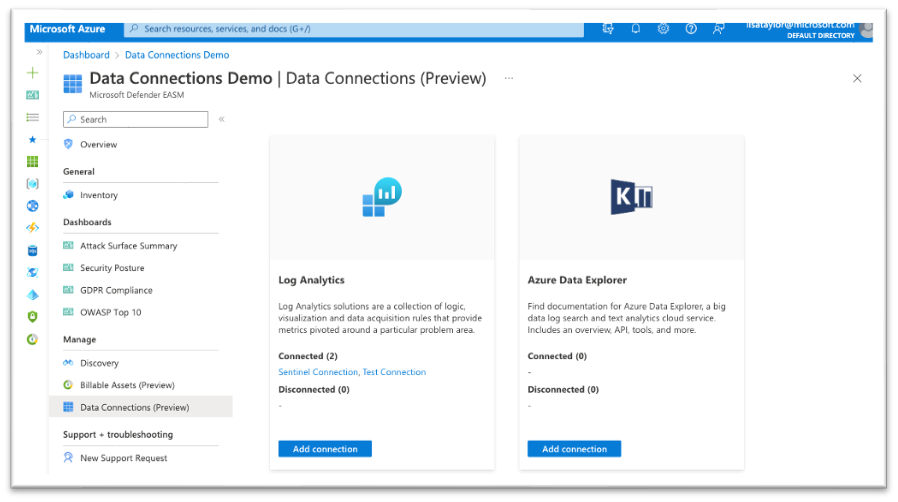 Microsoft Azure
Search resources, services, and docs (G+/)
lisataylor@microsoft.com
DEFAULT DIRECTORY
Dashboard > Data Connections Demo
Data Connections Demo | Data Connections (Preview) ...
Microsoft Defender EASM
Search
Overview
General
Inventory
Dashboards
Attack Surface Summary
Security Posture
GDPR Compliance
OWASP Top 10
Manage
Discovery
Billable Assets (Preview)
Data Connections (Preview)
Support + troubleshooting
New Support Request
Log Analytics
Log Analytics solutions are a collection of logic,
visualization and data acquisition rules that provide
metrics pivoted around a particular problem area.
Connected (2)
Sentinel Connection, Test Connection
Disconnected (0)
-
Add connection
K
Azure Data Explorer
Find documentation for Azure Data Explorer, a big
data log search and text analytics cloud service.
Includes an overview, API, tools, and more.
Connected (0)
-
Disconnected (0)
-
Add connection